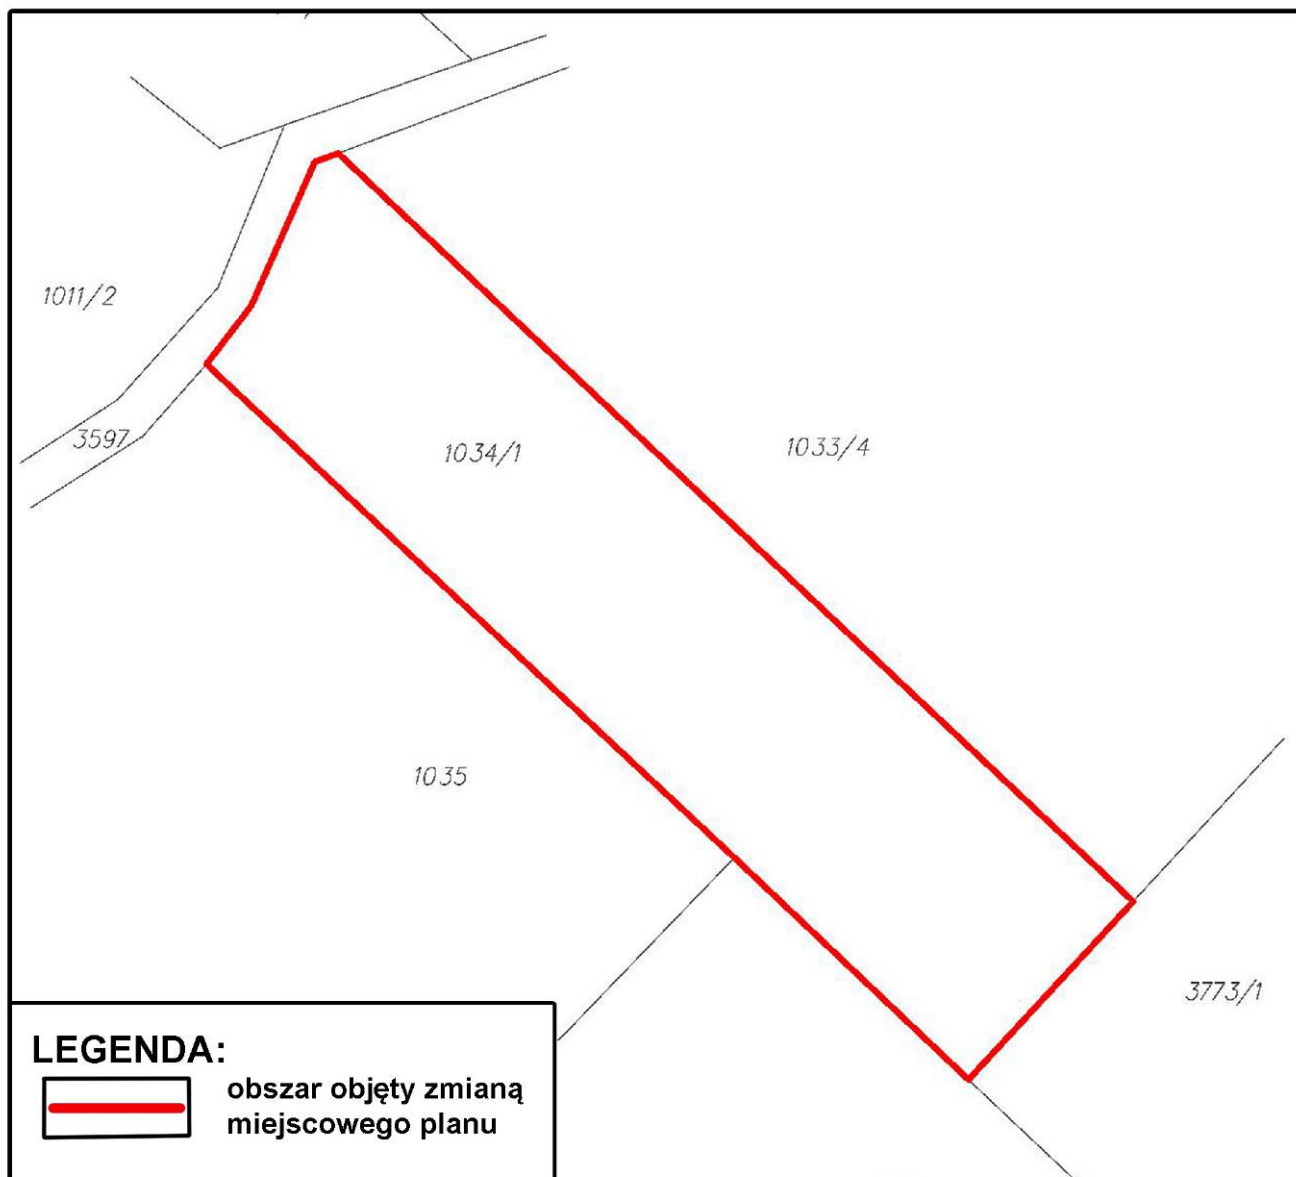 1011/2
3597
1034/1
1033/4
1035
3773/1
LEGENDA:
obszar objęty zmianą
miejscowego planu